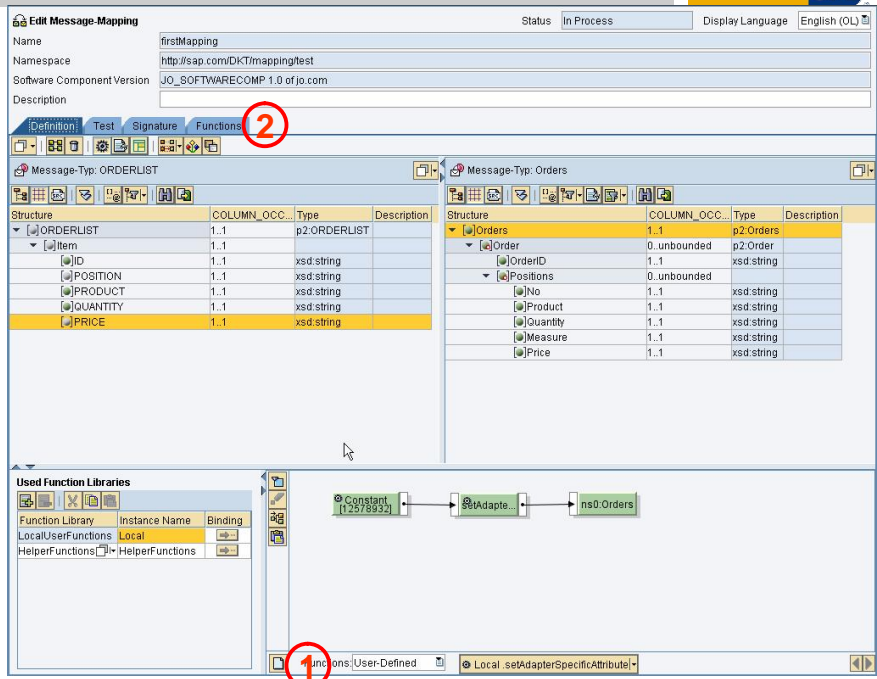 Edit Message-Mapping Status In Process Display Language English (OL)
Name firstMapping
Namespace http://sap.com/DKT/mapping/test
Software Component Version JO_SOFTWARECOMP 1.0 of jo.com
Description
Definition Test Signature Functions 2
Message-Typ: ORDERLIST
Structure COLUMN_OCC... Type Description
ORDERLIST 1..1 p2:ORDERLIST
Item 1..1
ID 1..1 xsd:string
POSITION 1..1 xsd:string
PRODUCT 1..1 xsd:string
QUANTITY 1..1 xsd:string
PRICE 1..1 xsd:string
Message-Typ: Orders
Structure COLUMN_OCC... Type Description
Orders 1..1 p2:Orders
Order 0..unbounded p2:Order
OrderID 1..1 xsd:string
Positions 0..unbounded
No 1..1 xsd:string
Product 1..1 xsd:string
Quantity 1..1 xsd:string
Measure 1..1 xsd:string
Price 1..1 xsd:string
Used Function Libraries
Function Library Instance Name Binding
LocalUserFunctions Local
HelperFunctions HelperFunctions
Constant
[12578932]
setAdapte...
ns0:Orders
1 Functions: User-Defined Local .setAdapterSpecificAttribute